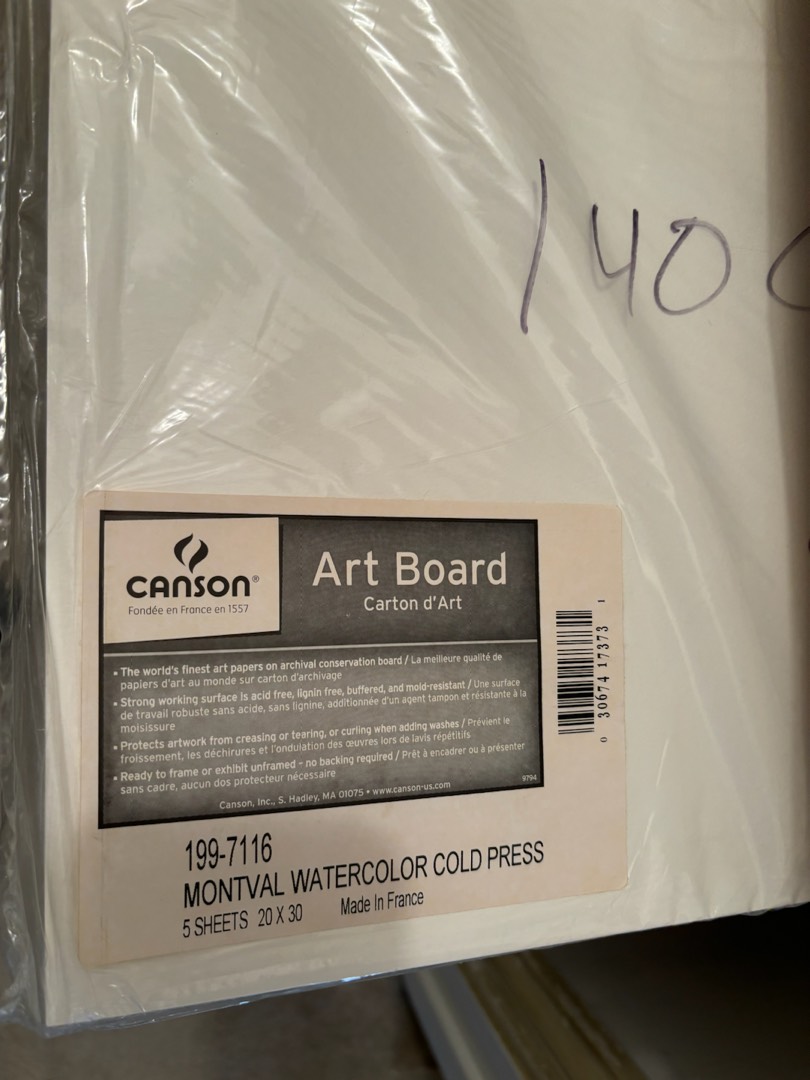 140
CANSON®
Fondée en France en 1557
Art Board
Carton d'Art
• The world's finest art papers on archival conservation board / La meilleure qualité de
papiers d'art au monde sur carton d'archivage
• Strong working surface is acid free, lignin free, buffered, and mold-resistant / Une surface
de travail robuste sans acide, sans lignine, additionnée d'un agent tampon et résistante à la
moisissure
• Protects artwork from creasing or tearing, or curling when adding washes / Prévient le
froissement, les déchirures et l'ondulation des œuvres lors de lavis répétitifs
• Ready to frame or exhibit unframed – no backing required / Prêt à encadrer ou à présenter
sans cadre, aucun dos protecteur nécessaire
9794
Canson, Inc., S. Hadley, MA 01075 • www.canson-us.com
0 30674 17373 1
199-7116
MONTVAL WATERCOLOR COLD PRESS
5 SHEETS 20 X 30 Made In France